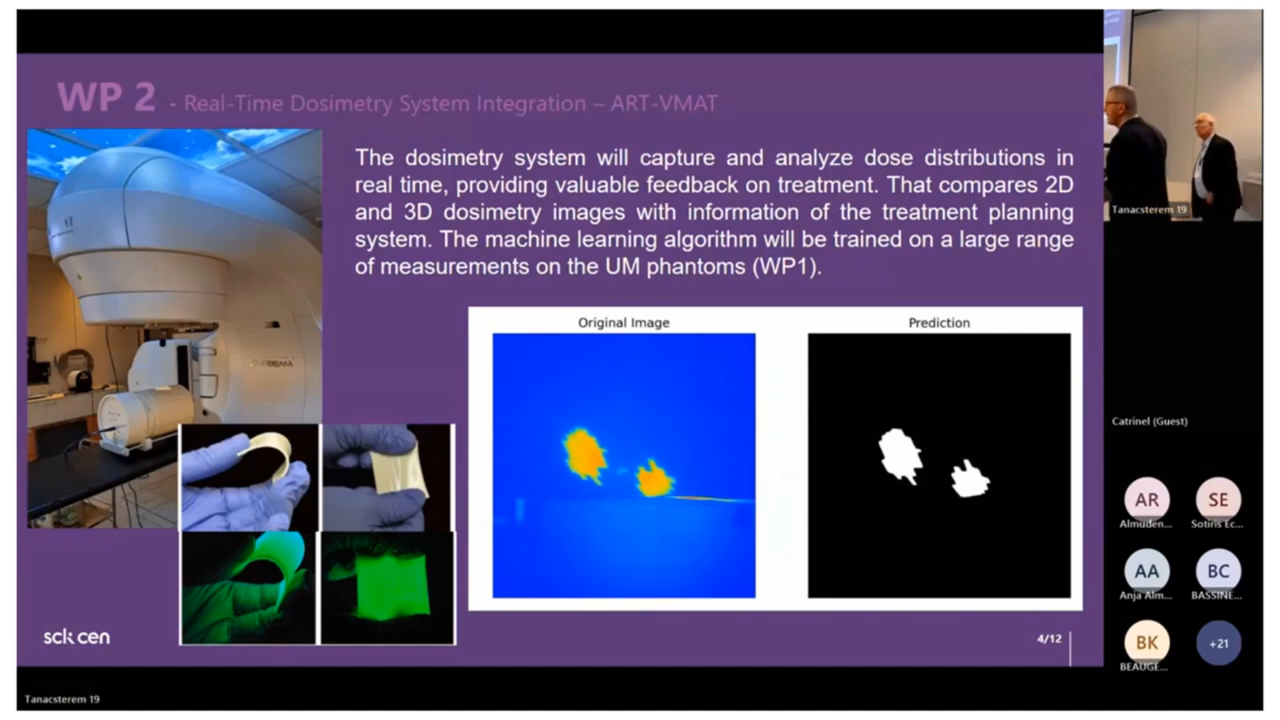 WP 2 - Real-Time Dosimetry System Integration – ART-VMAT
The dosimetry system will capture and analyze dose distributions in
real time, providing valuable feedback on treatment. That compares 2D
and 3D dosimetry images with information of the treatment planning
system. The machine learning algorithm will be trained on a large range
of measurements on the UM phantoms (WP1).
Original Image
Prediction
sck cen
4/12
Tanacsterem 19
Tanacsterem 19
Catrinel (Guest)
AR
SE
Almuden...
Sotiris Ec...
AA
BC
Anja Alm...
BASSINE...
BK
+21
BEAUGE...